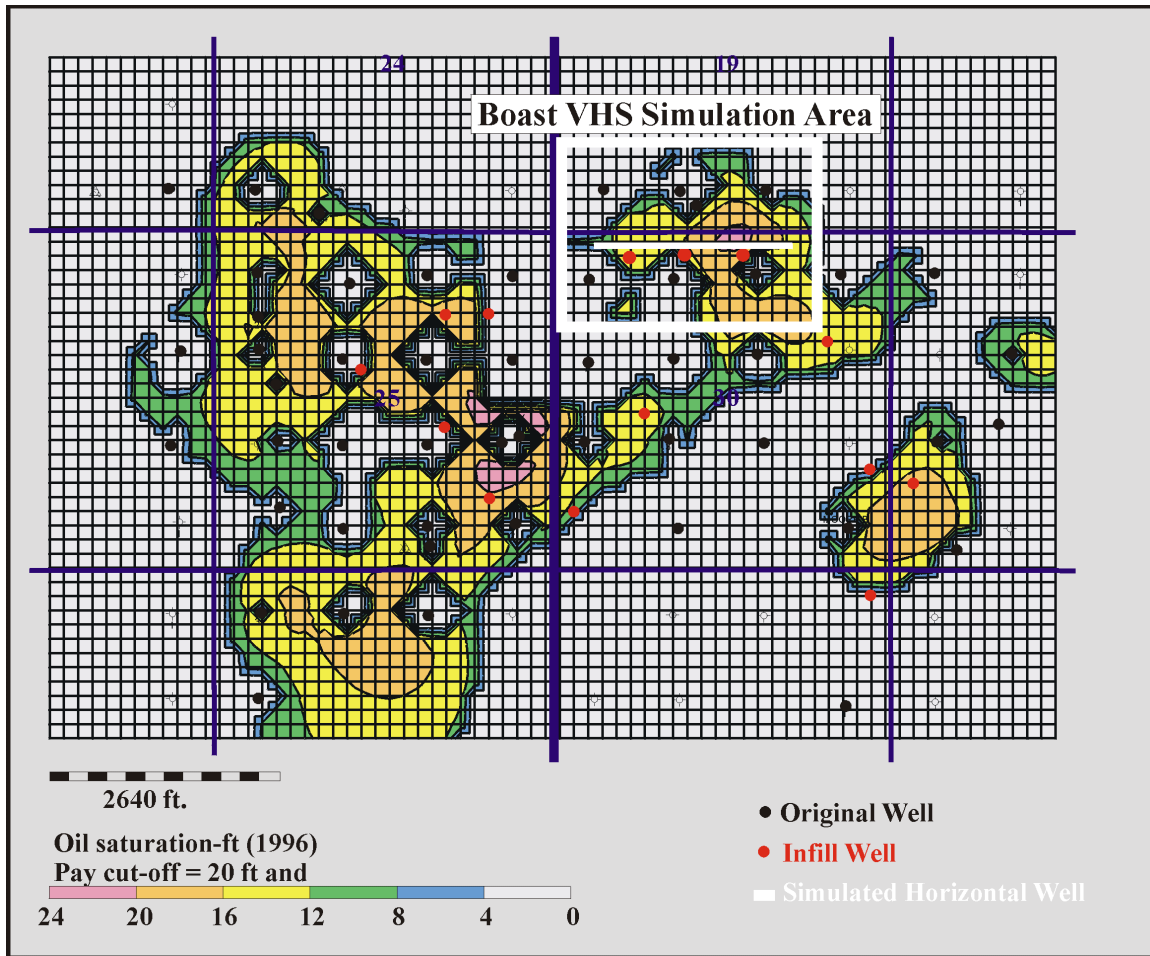 24
19
Boast VHS Simulation Area
25
30
2640 ft.
Oil saturation-ft (1996)
Pay cut-off = 20 ft and
24 20 16 12 8 4 0
Original Well
Infill Well
Simulated Horizontal Well